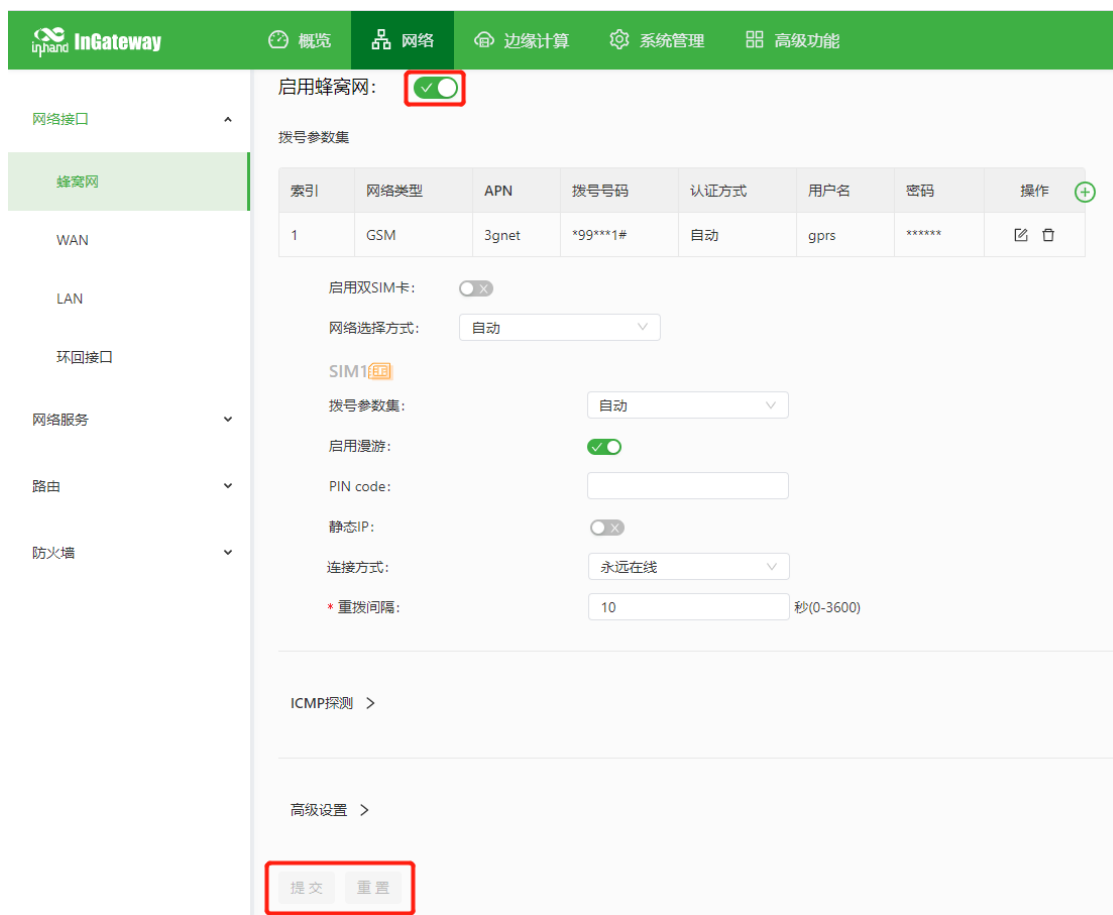 inhand InGateway 概览 网络 边缘计算 系统管理 高级功能
网络接口
蜂窝网
WAN
LAN
环回接口
网络服务
路由
防火墙
启用蜂窝网：
拨号参数集
索引 网络类型 APN 拨号号码 认证方式 用户名 密码 操作
1 GSM 3gnet *99***1# 自动 gprs ******
启用双SIM卡：
网络选择方式： 自动
SIM1
拨号参数集： 自动
启用漫游：
PIN code：
静态IP：
连接方式： 永远在线
* 重拨间隔： 10 秒(0-3600)
ICMP探测 >
高级设置 >
提交 重置